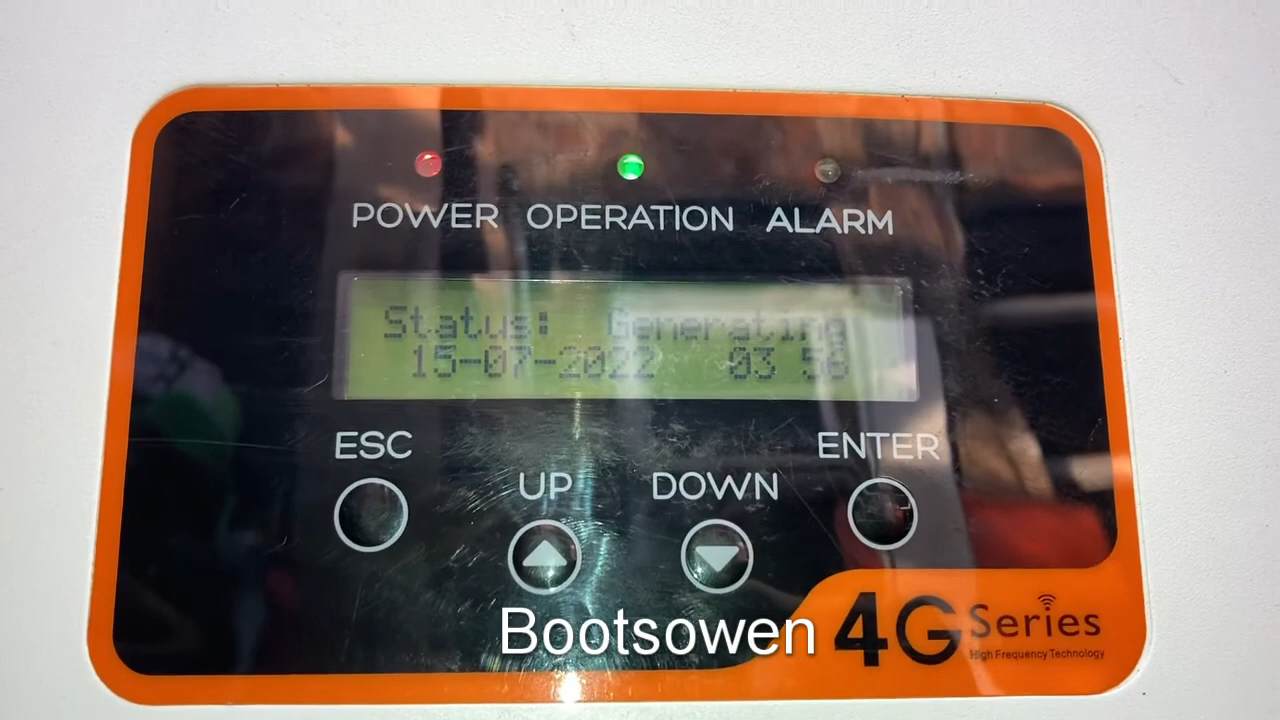 POWER OPERATION ALARM
Status: Generating
15-07-2022 03 56
ESC
ENTER
UP
DOWN
Bootsowen
4G Series
High Frequency Technology